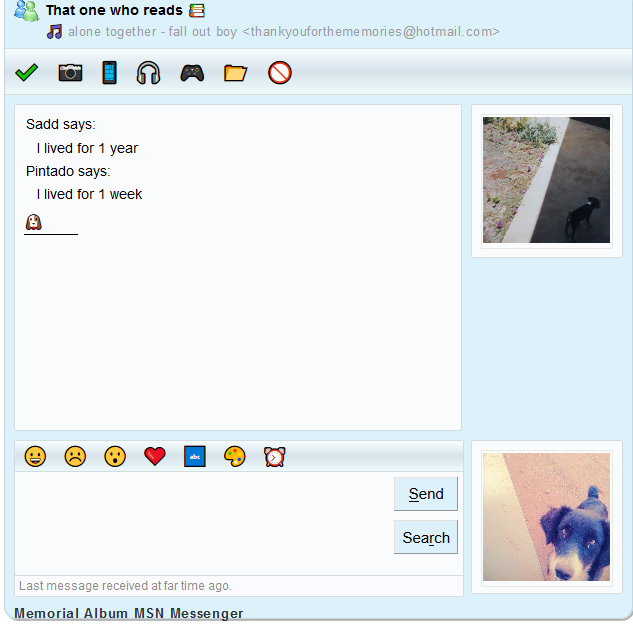 That one who reads
alone together - fall out boy <thankyouforthememories@hotmail.com>
Sadd says:
I lived for 1 year
Pintado says:
I lived for 1 week
abc
Send
Search
Last message received at far time ago.
Memorial Album MSN Messenger